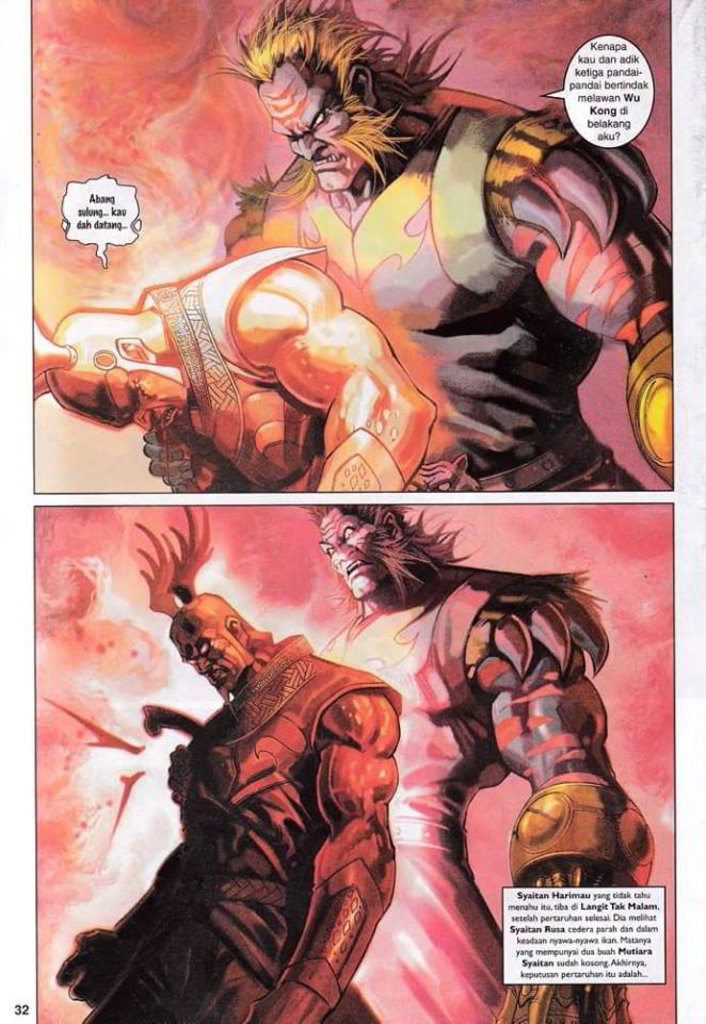 Kenapa
kau dan adik
ketiga pandai-
pandai bertindak
melawan Wu
Kong di
belakang
aku?
Abang
sulung... kau
dah datang...
Syaitan Harimau yang tidak tahu
menahu itu, tiba di Langit Tak Malam,
setelah pertaruhan selesai. Dia melihat
Syaitan Rusa cedera parah dan dalam
keadaan nyawa-nyawa ikan. Matanya
yang mempunyai dua buah Mutiara
Syaitan sudah kosong. Akhirnya,
keputusan pertaruhan itu adalah...
32